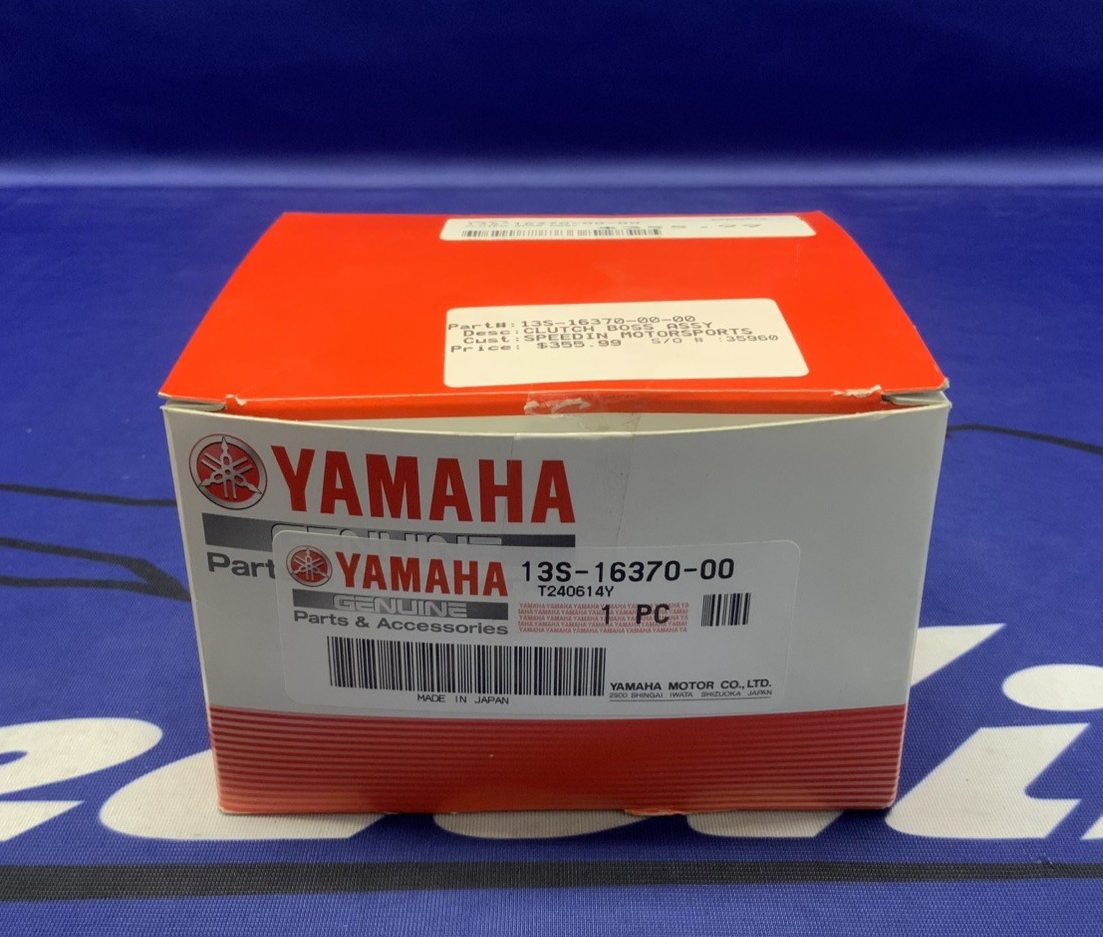 Part#:13S-16370-00-00
Desc:CLUTCH BOSS ASSY
Cust:SPEEDIN MOTORSPORTS
Price: $355.99 S/O # :35960
YAMAHA
GENUINE
Part
YAMAHA
GENUINE
Parts & Accessories
13S-16370-00
T240614Y
1 PC
MADE IN JAPAN
YAMAHA MOTOR CO.,LTD.
2500 SHINGAI IWATA SHIZUOKA JAPAN